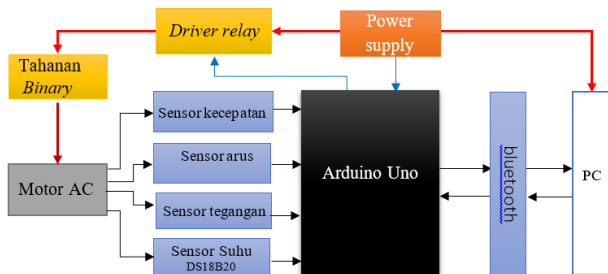 Driver relay
Power
supply
Tahanan
Binary
Sensor kecepatan
Sensor arus
Arduino Uno
bluetooth
PC
Motor AC
Sensor tegangan
Sensor Suhu
DS18B20